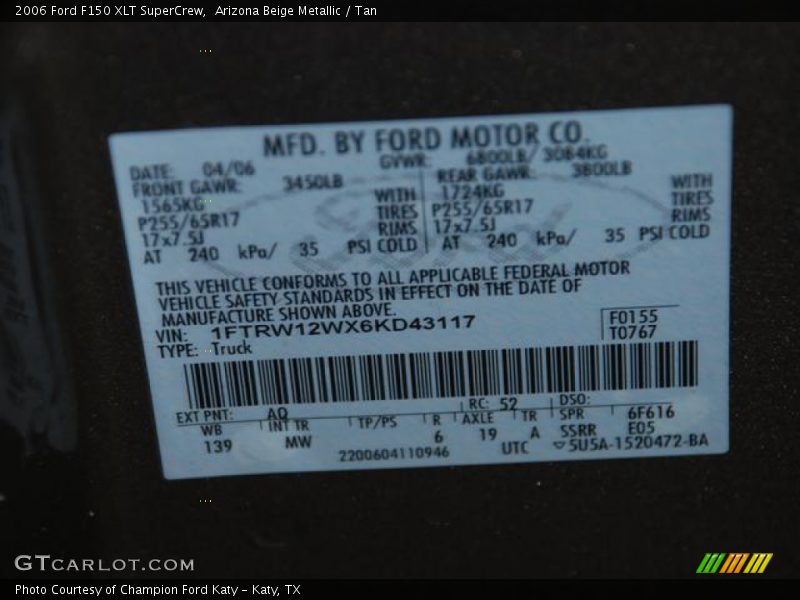 2006 Ford F150 XLT SuperCrew, Arizona Beige Metallic / Tan
MFD. BY FORD MOTOR CO.
DATE: 04/06 GVWR: 6800LB/ 3084KG
FRONT GAWR: 3450LB REAR GAWR: 3800LB
1565KG WITH 1724KG WITH
P255/65R17 TIRES P255/65R17 TIRES
17x7.5J RIMS 17x7.5J RIMS
AT 240 kPa/ 35 PSI COLD AT 240 kPa/ 35 PSI COLD
THIS VEHICLE CONFORMS TO ALL APPLICABLE FEDERAL MOTOR
VEHICLE SAFETY STANDARDS IN EFFECT ON THE DATE OF
MANUFACTURE SHOWN ABOVE.
VIN: 1FTRW12WX6KD43117 F0155
TYPE: Truck T0767
EXT PNT: AQ RC: 52 DSO:
WB INT TR TP/PS R AXLE TR SPR 6F616
139 MW 6 19 A SSRR E05
2200604110946 UTC 5U5A-1520472-BA
GTCARLOT.COM
Photo Courtesy of Champion Ford Katy - Katy, TX